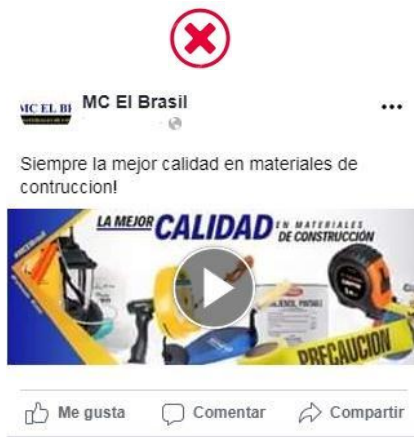 MC El Brasil
MC EL BI
Siempre la mejor calidad en materiales de
contruccion!
LA MEJOR CALIDAD EN MATERIALES
DE CONSTRUCCIÓN
PRECAUCION
Me gusta Comentar Compartir